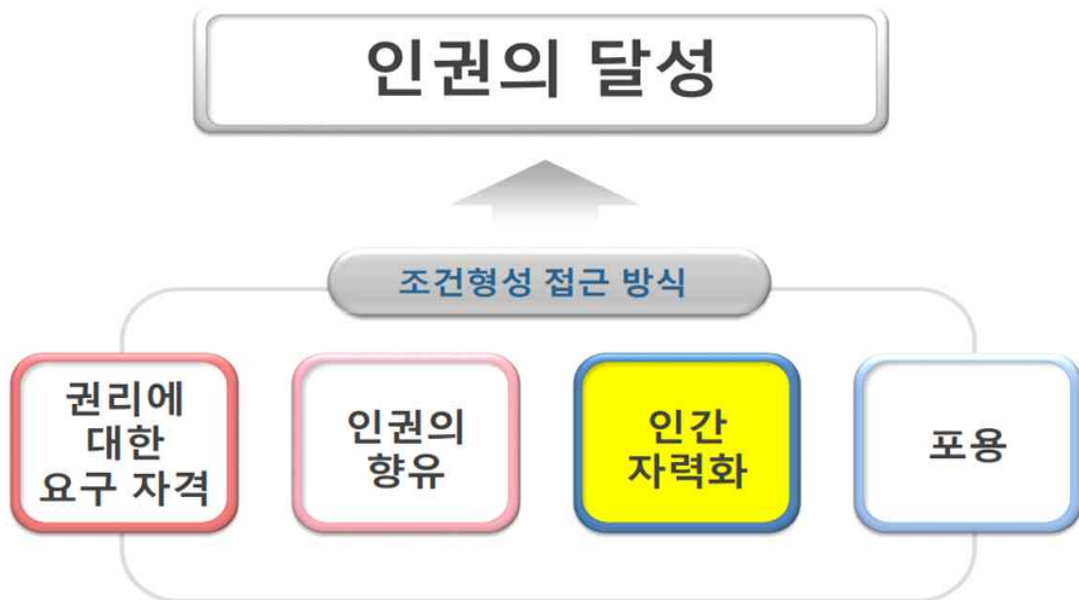 인권의 달성
조건형성 접근 방식
권리에
대한
요구 자격
인권의
향유
인간
자력화
포용